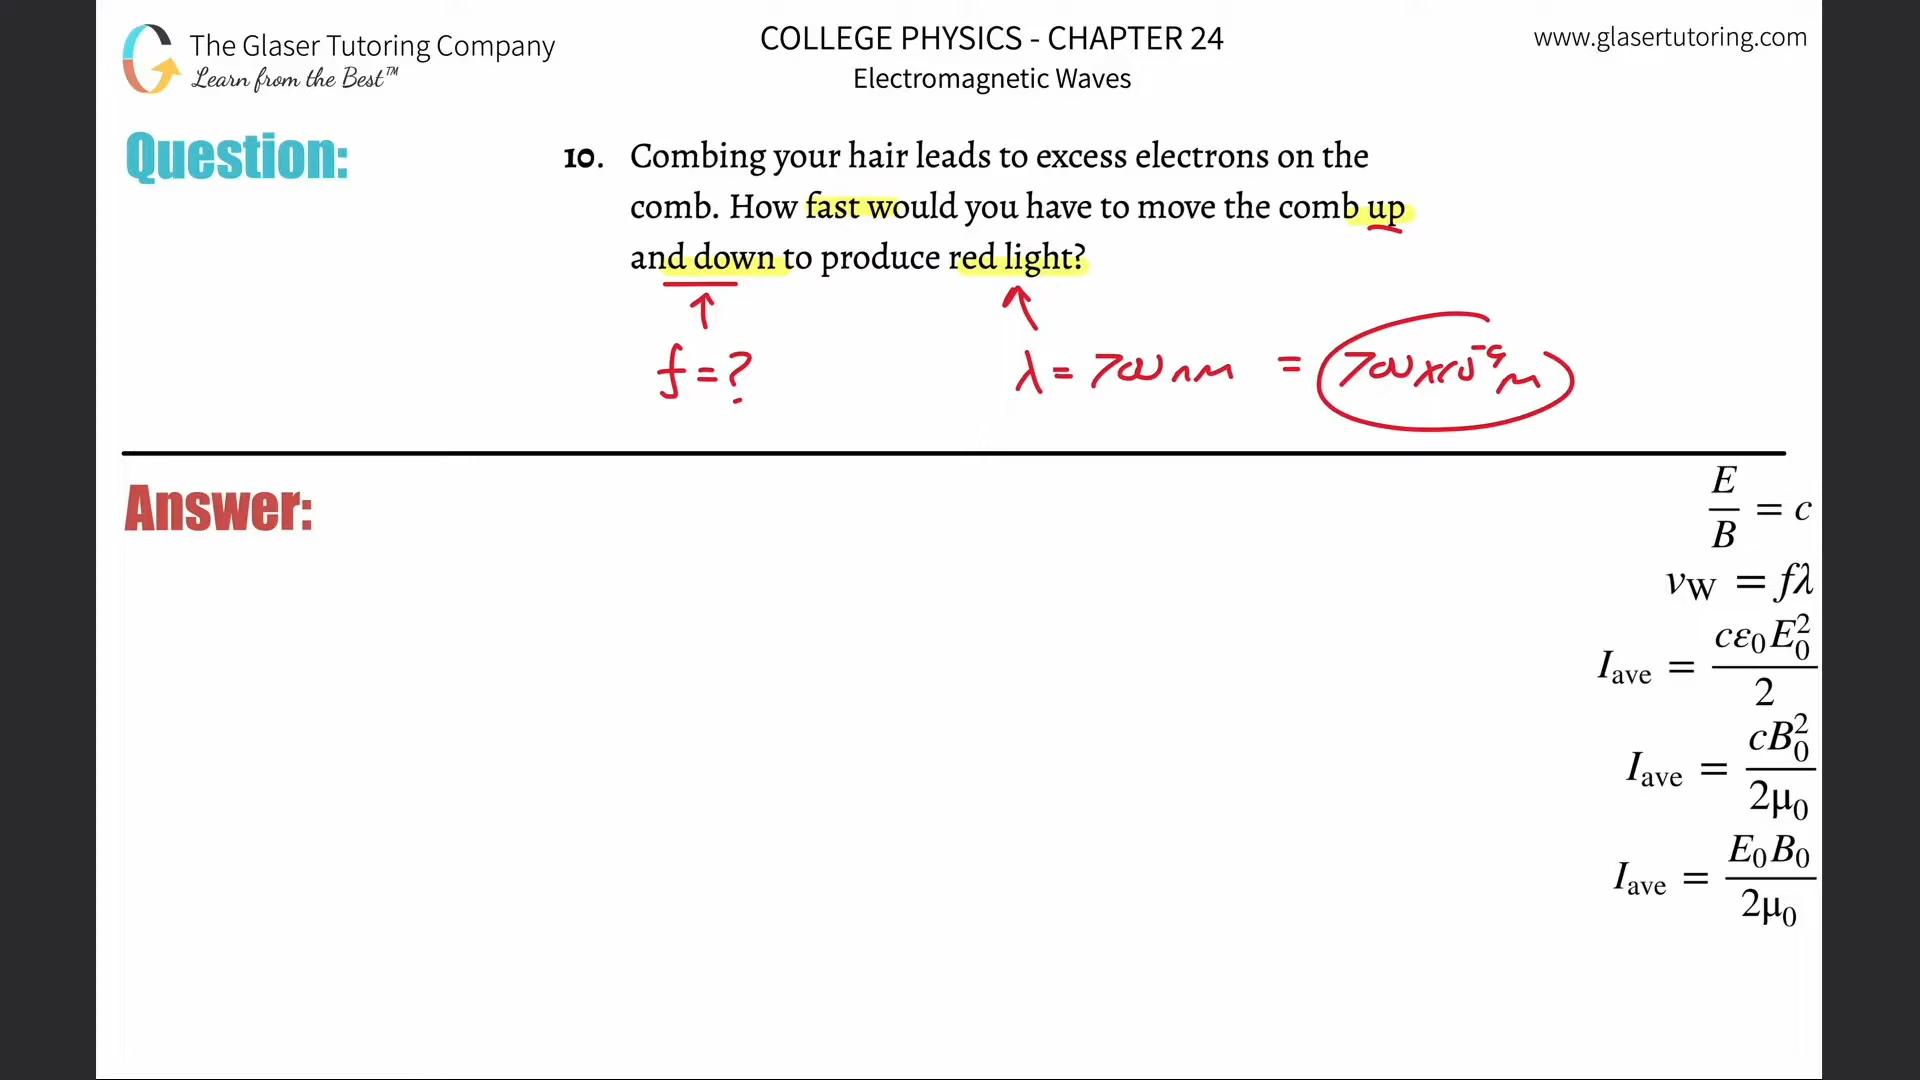 The Glaser Tutoring Company
Learn from the Best™
COLLEGE PHYSICS - CHAPTER 24
Electromagnetic Waves
www.glasertutoring.com
Question:
10. Combing your hair leads to excess electrons on the
comb. How fast would you have to move the comb up
and down to produce red light?
f = ?
λ = 700 nm = 700 x10⁻⁹ m
Answer:
E/B = c
v_W = fλ
I_ave = cε₀E₀²/2
I_ave = cB₀²/2μ₀
I_ave = E₀B₀/2μ₀